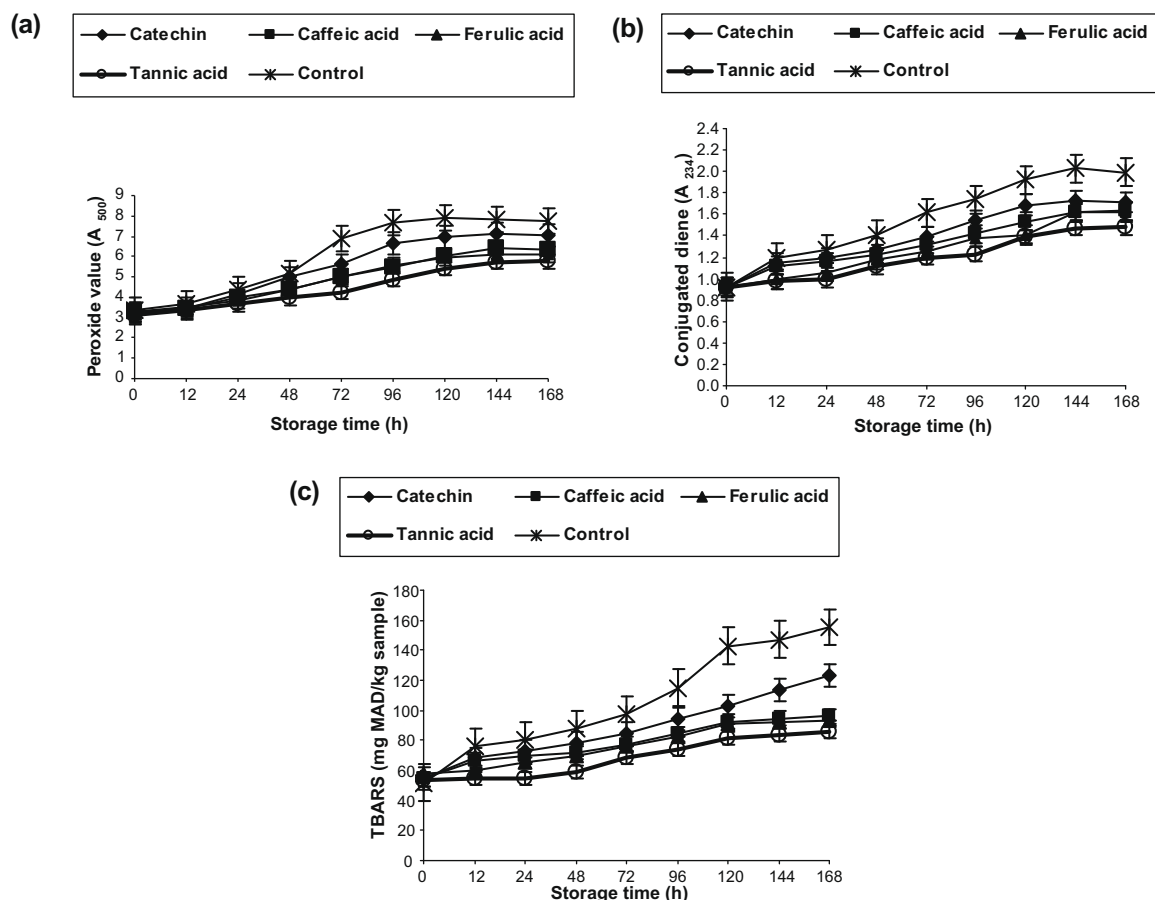 (a)
Catechin Caffeic acid Ferulic acid
Tannic acid Control
Peroxide value (A 500)
9
8
7
6
5
4
3
2
1
0
0 12 24 48 72 96 120 144 168
Storage time (h)
(b)
Catechin Caffeic acid Ferulic acid
Tannic acid Control
Conjugated diene (A 234)
2.4
2.2
2.0
1.8
1.6
1.4
1.2
1.0
0.8
0.6
0.4
0.2
0.0
0 12 24 48 72 96 120 144 168
Storage time (h)
(c)
Catechin Caffeic acid Ferulic acid
Tannic acid Control
TBARS (mg MAD/kg sample)
180
160
140
120
100
80
60
40
20
0
0 12 24 48 72 96 120 144 168
Storage time (h)